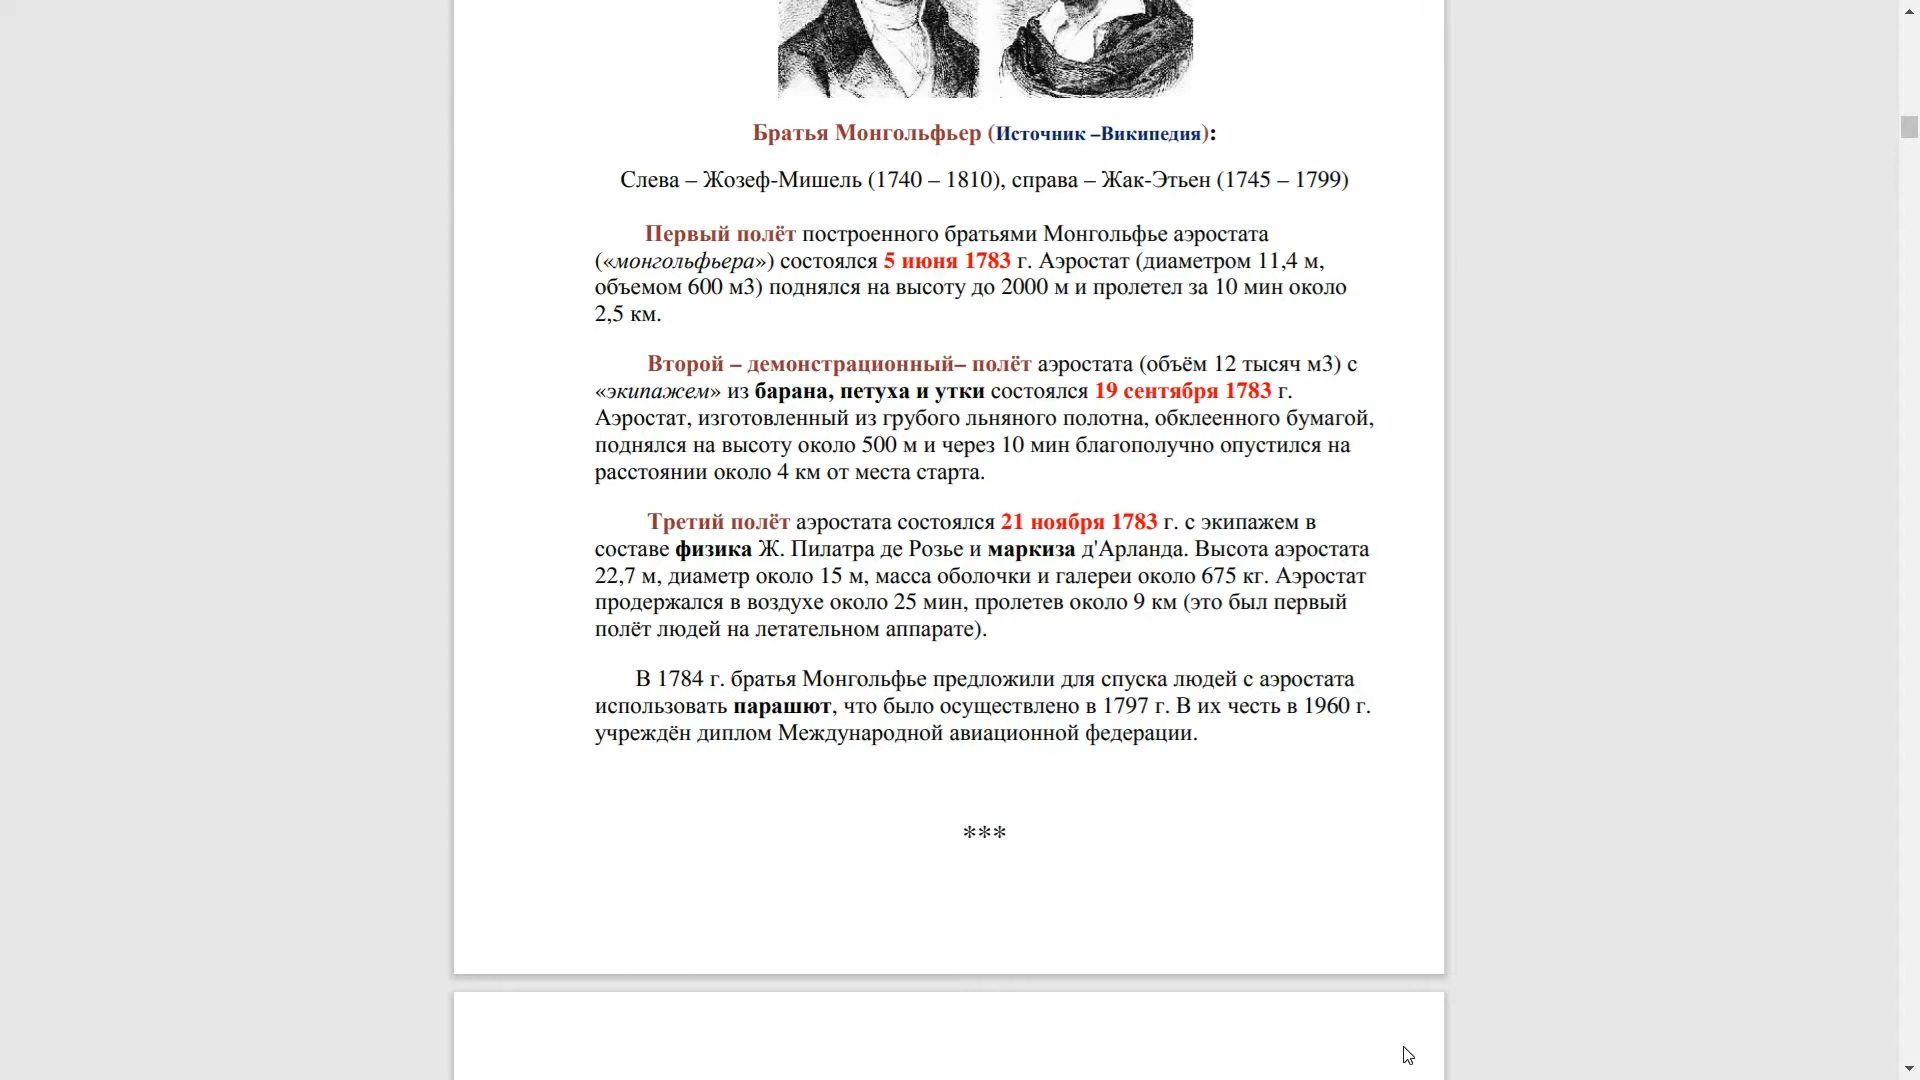 Братья Монгольфьер (Источник –Википедия):
Слева – Жозеф-Мишель (1740 – 1810), справа – Жак-Этьен (1745 – 1799)
Первый полёт построенного братьями Монгольфье аэростата
(«монгольфьера») состоялся 5 июня 1783 г. Аэростат (диаметром 11,4 м,
объемом 600 м3) поднялся на высоту до 2000 м и пролетел за 10 мин около
2,5 км.
Второй – демонстрационный– полёт аэростата (объём 12 тысяч м3) с
«экипажем» из барана, петуха и утки состоялся 19 сентября 1783 г.
Аэростат, изготовленный из грубого льняного полотна, обклеенного бумагой,
поднялся на высоту около 500 м и через 10 мин благополучно опустился на
расстоянии около 4 км от места старта.
Третий полёт аэростата состоялся 21 ноября 1783 г. с экипажем в
составе физика Ж. Пилатра де Розье и маркиза д'Арланда. Высота аэростата
22,7 м, диаметр около 15 м, масса оболочки и галереи около 675 кг. Аэростат
продержался в воздухе около 25 мин, пролетев около 9 км (это был первый
полёт людей на летательном аппарате).
В 1784 г. братья Монгольфье предложили для спуска людей с аэростата
использовать парашют, что было осуществлено в 1797 г. В их честь в 1960 г.
учреждён диплом Международной авиационной федерации.
***